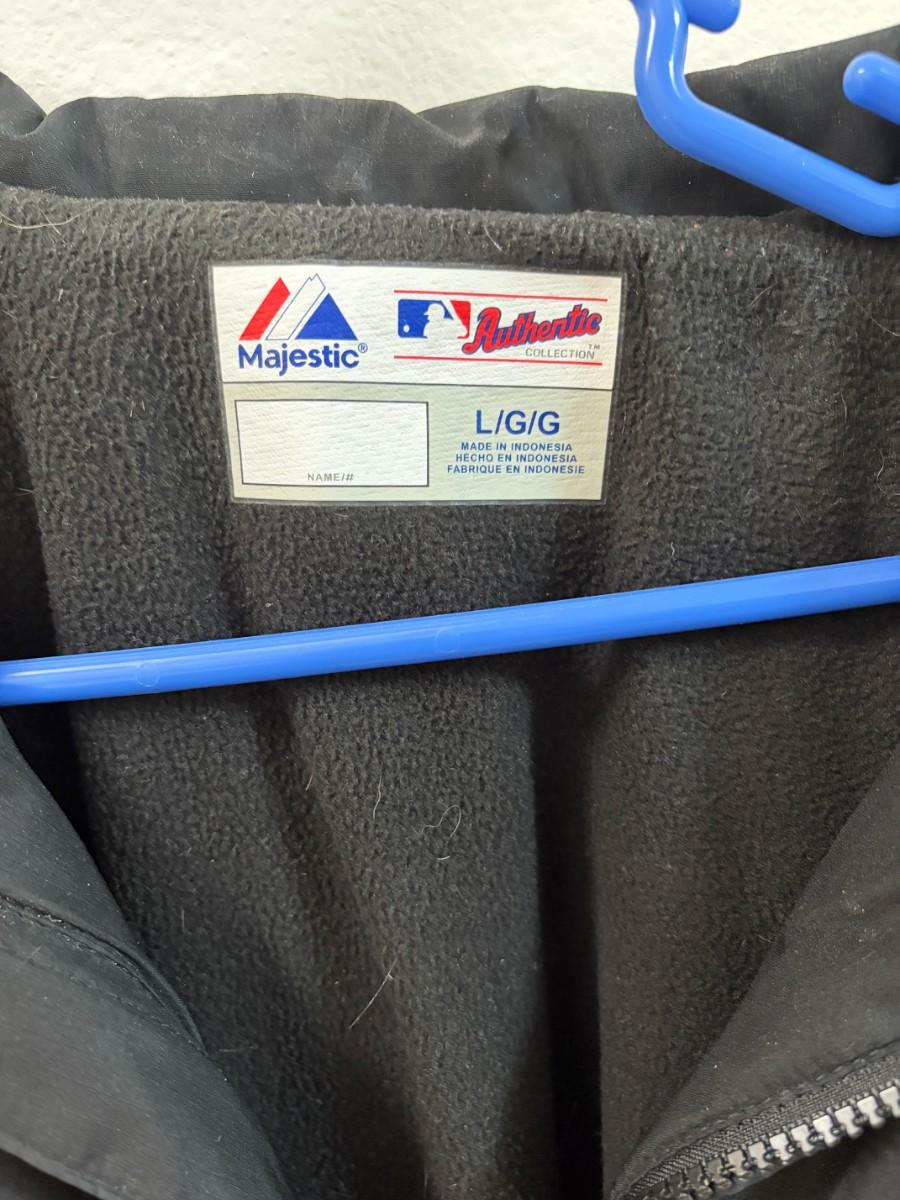 Majestic®
Authentic
COLLECTION™
NAME/#
L/G/G
MADE IN INDONESIA
HECHO EN INDONESIA
FABRIQUE EN INDONESIE